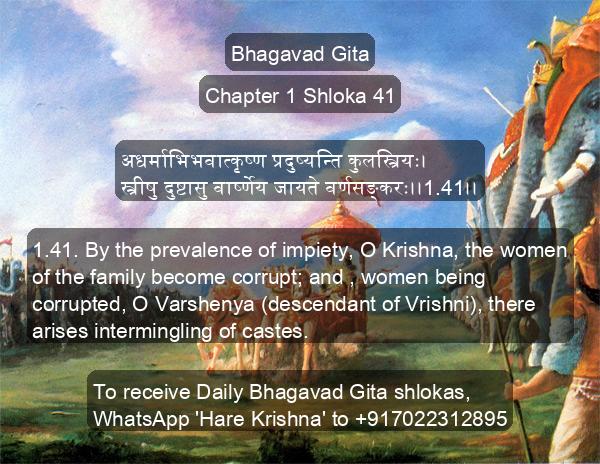 Bhagavad Gita
Chapter 1 Shloka 41
अधर्माभिभवात्कृष्ण प्रदुष्यन्ति कुलस्त्रियः।
स्त्रीषु दुष्टासु वार्ष्णेय जायते वर्णसङ्करः।।1.41।।
1.41. By the prevalence of impiety, O Krishna, the women
of the family become corrupt; and , women being
corrupted, O Varshenya (descendant of Vrishni), there
arises intermingling of castes.
To receive Daily Bhagavad Gita shlokas,
WhatsApp 'Hare Krishna' to +917022312895